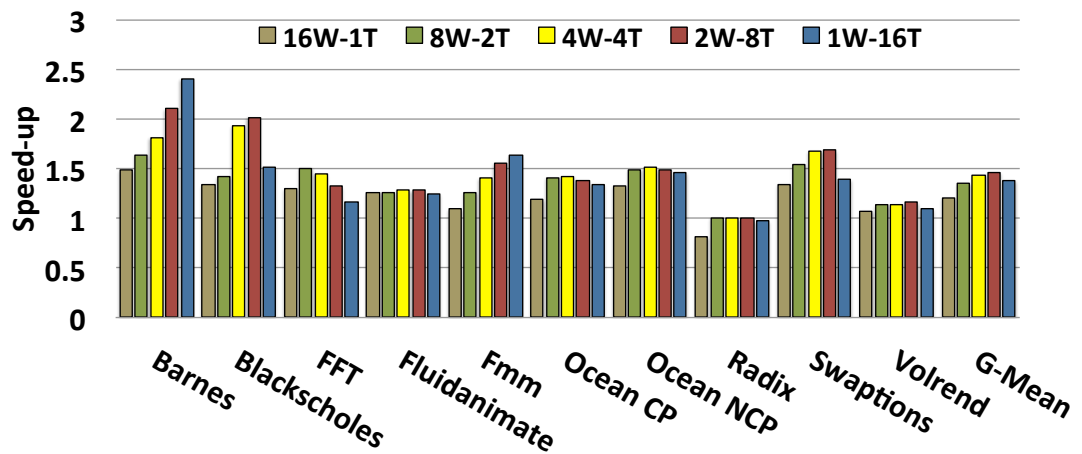 3
16W-1T 8W-2T 4W-4T 2W-8T 1W-16T
2.5
2
1.5
1
0.5
0
Speed-up
Barnes
Blackscholes
FFT
Fluidanimate
Fmm
Ocean CP
Ocean NCP
Radix
Swaptions
Volrend
G-Mean